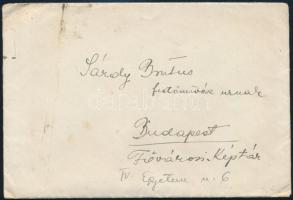 Sárdy Brutus
festőművész urnak
Budapest
Fővárosi Képtár
IV. Egyetem u. 6